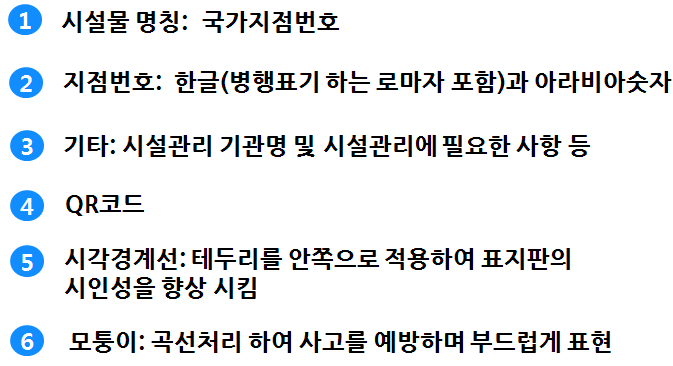 1 시설물 명칭: 국가지점번호
2 지점번호: 한글(병행표기 하는 로마자 포함)과 아라비아숫자
3 기타: 시설관리 기관명 및 시설관리에 필요한 사항 등
4 QR코드
5 시각경계선: 테두리를 안쪽으로 적용하여 표지판의
시인성을 향상 시킴
6 모퉁이: 곡선처리 하여 사고를 예방하며 부드럽게 표현